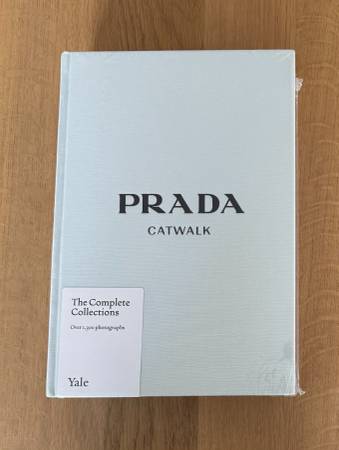 PRADA
CATWALK
The Complete
Collections
Over 1,300 photographs
Yale